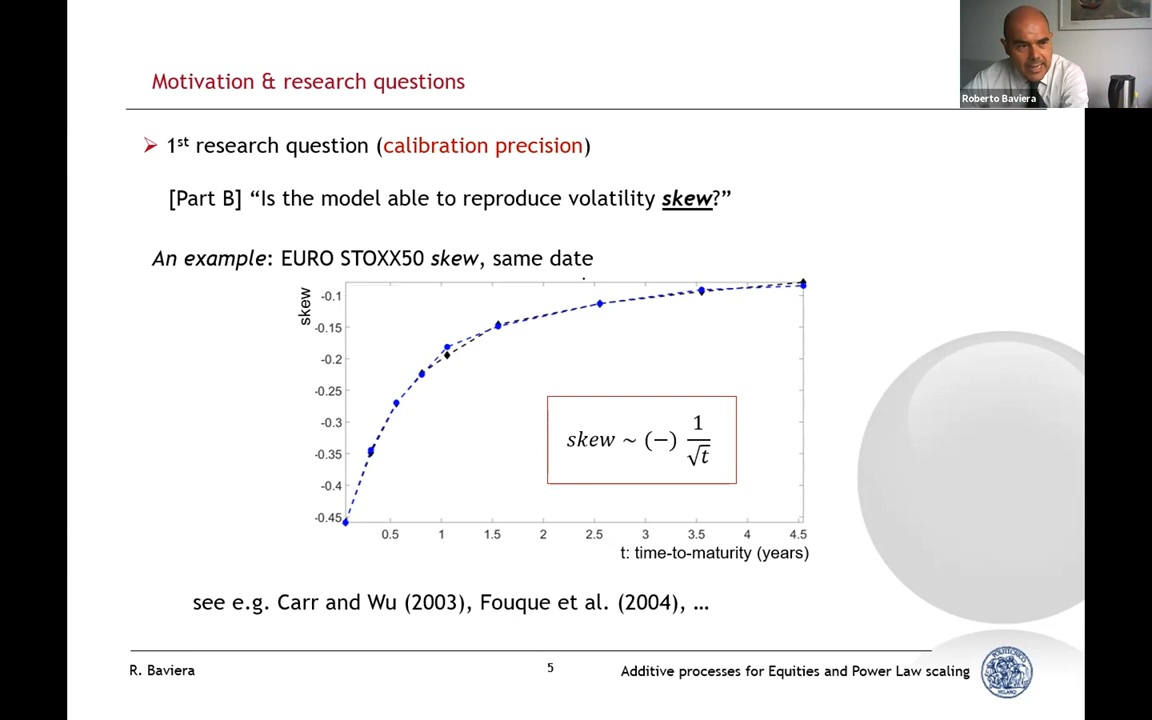 Motivation & research questions
Roberto Baviera
➢ 1st research question (calibration precision)
[Part B] “Is the model able to reproduce volatility skew?”
An example: EURO STOXX50 skew, same date
skew
-0.1
-0.15
-0.2
-0.25
-0.3
-0.35
-0.4
-0.45
skew ~ (−) 1/√t
0.5 1 1.5 2 2.5 3 3.5 4 4.5
t: time-to-maturity (years)
see e.g. Carr and Wu (2003), Fouque et al. (2004), …
R. Baviera 5 Additive processes for Equities and Power Law scaling
POLITECNICO MILANO